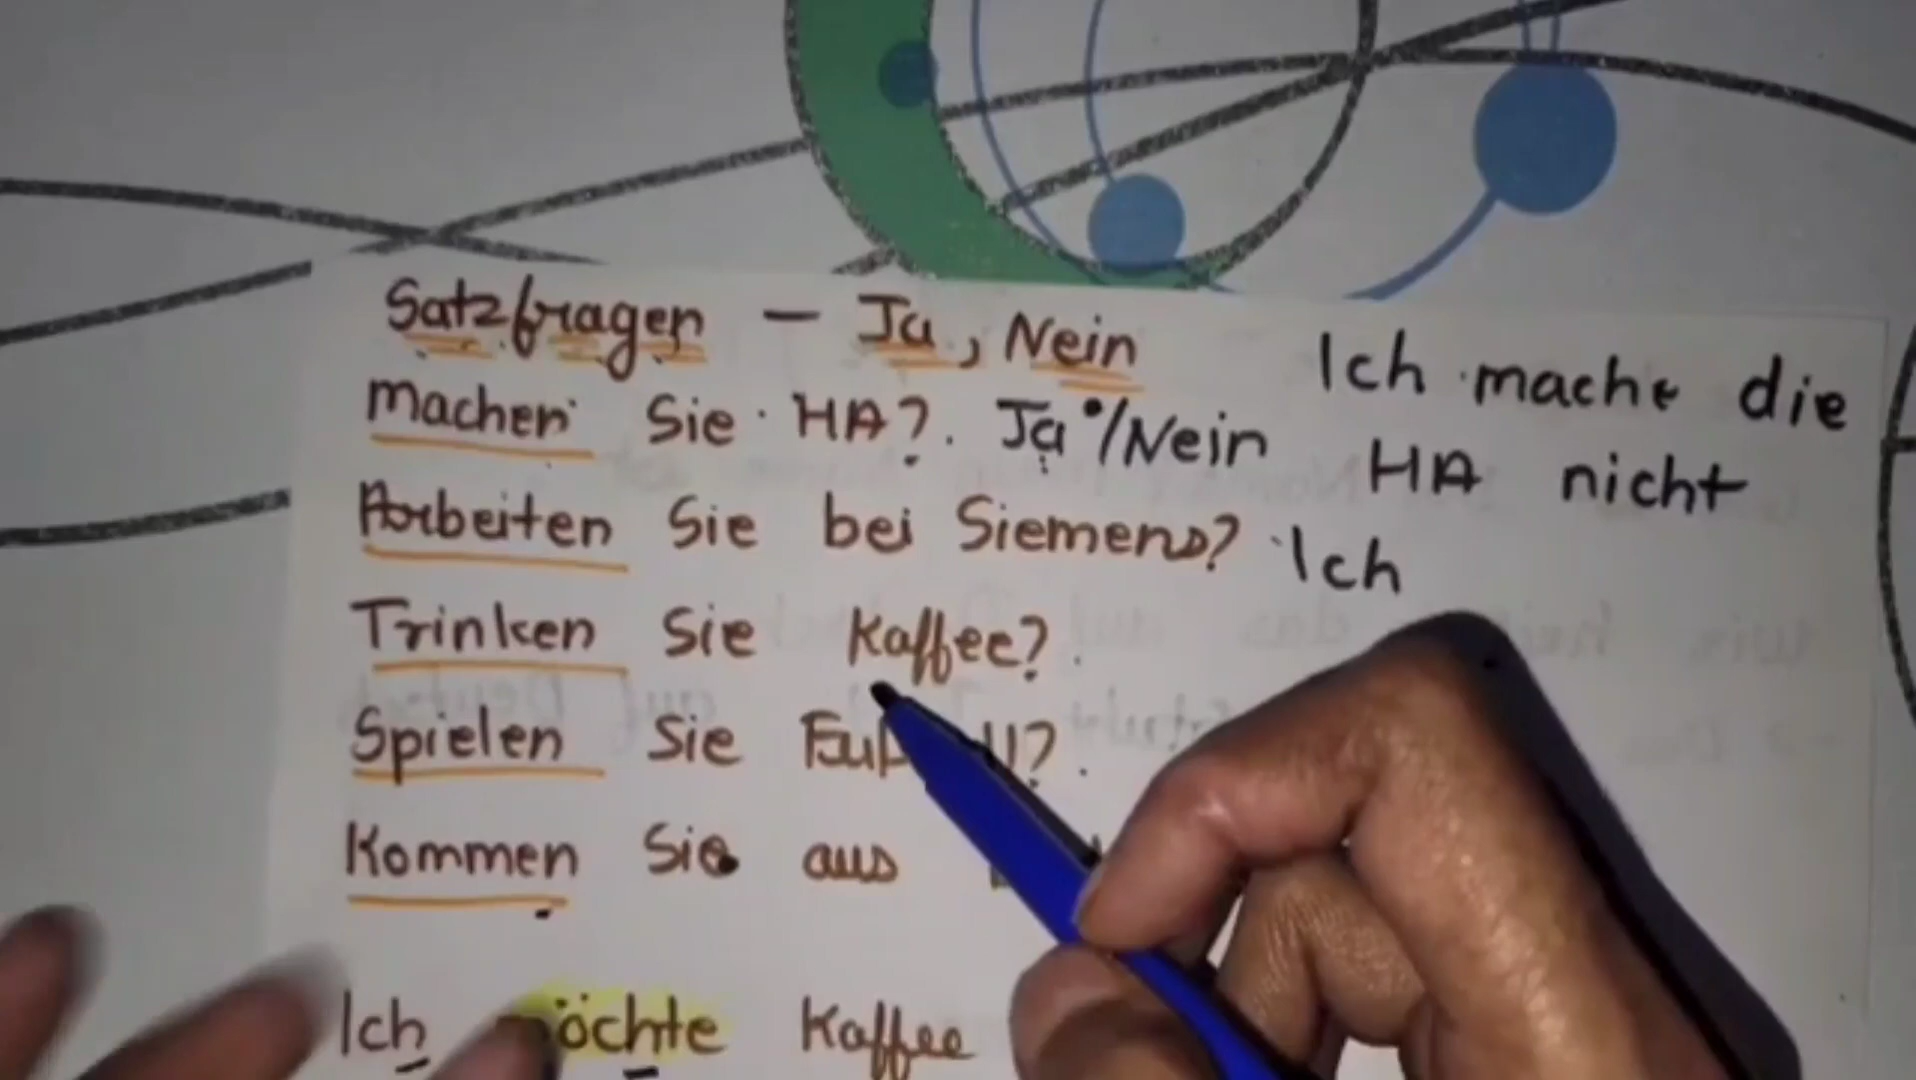 Satzfragen – Ja, Nein
Machen Sie HA? Ja/Nein
Ich mache die
HA nicht
Arbeiten Sie bei Siemens? Ich
Trinken Sie Kaffee?
Spielen Sie
Kommen Sie aus
Ich möchte Kaffee